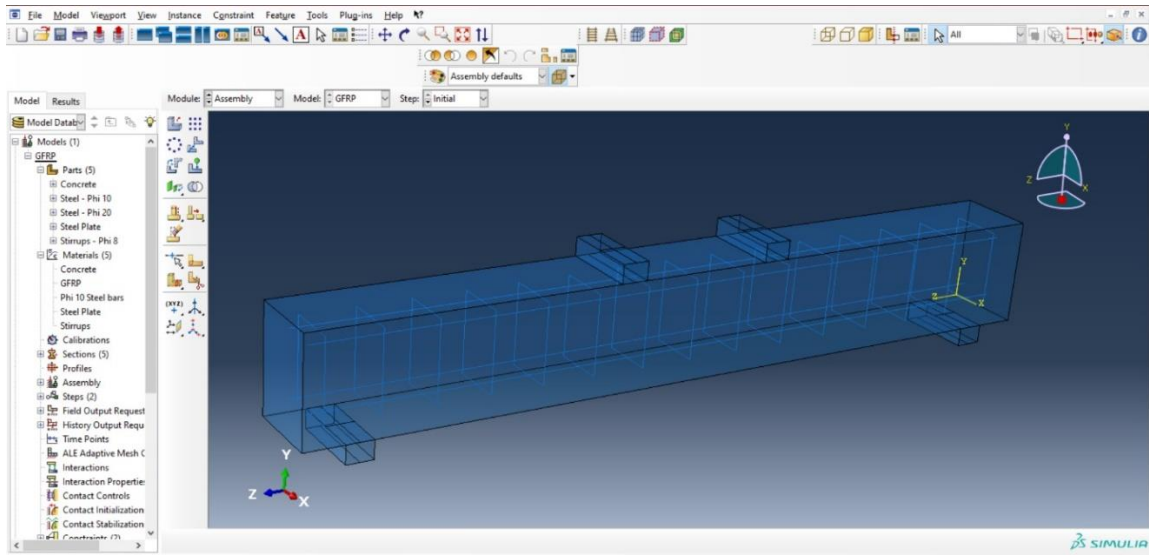 File Model Viewport View Instance Constraint Feature Tools Plug-ins Help
All
Assembly defaults
Model Results
Module: Assembly Model: GFRP Step: Initial
Model Datab
Models (1)
GFRP
Parts (5)
Concrete
Steel - Phi 10
Steel - Phi 20
Steel Plate
Stirrups - Phi 8
Materials (5)
Concrete
GFRP
Phi 10 Steel bars
Steel Plate
Stirrups
Calibrations
Sections (5)
Profiles
Assembly
Steps (2)
Field Output Request
History Output Requ
Time Points
ALE Adaptive Mesh C
Interactions
Interaction Propertie
Contact Controls
Contact Initialization
Contact Stabilization
Constraints (2)
(XYZ)
Y
Z
X
Y
Z
X
Y
Z
X
SIMULIA